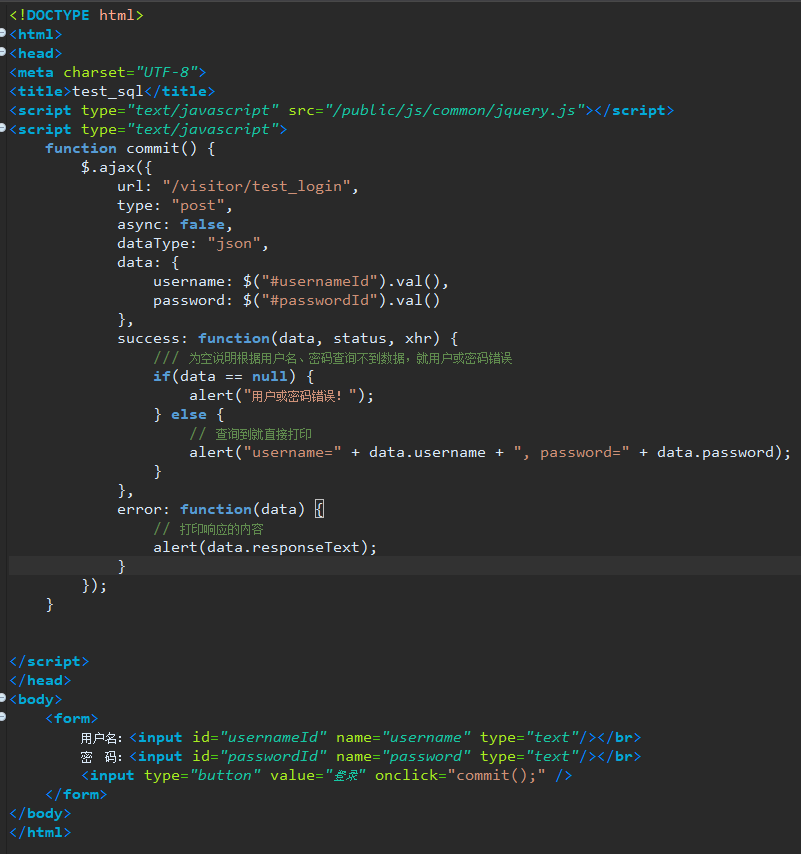 <!DOCTYPE html>
<html>
<head>
<meta charset="UTF-8">
<title>test_sql</title>
<script type="text/javascript" src="/public/js/common/jquery.js"></script>
<script type="text/javascript">
    function commit() {
        $.ajax({
            url: "/visitor/test_login",
            type: "post",
            async: false,
            dataType: "json",
            data: {
                username: $("#usernameId").val(),
                password: $("#passwordId").val()
            },
            success: function(data, status, xhr) {
                /// 为空说明根据用户名、密码查询不到数据，就用户或密码错误
                if(data == null) {
                    alert("用户或密码错误！");
                } else {
                    // 查询到就直接打印
                    alert("username=" + data.username + ", password=" + data.password);
                }
            },
            error: function(data) {
                // 打印响应的内容
                alert(data.responseText);
            }
        });
    }
</script>
</head>
<body>
    <form>
        用户名：<input id="usernameId" name="username" type="text"/></br>
        密  码：<input id="passwordId" name="password" type="text"/></br>
        <input type="button" value="登录" onclick="commit();" />
    </form>
</body>
</html>